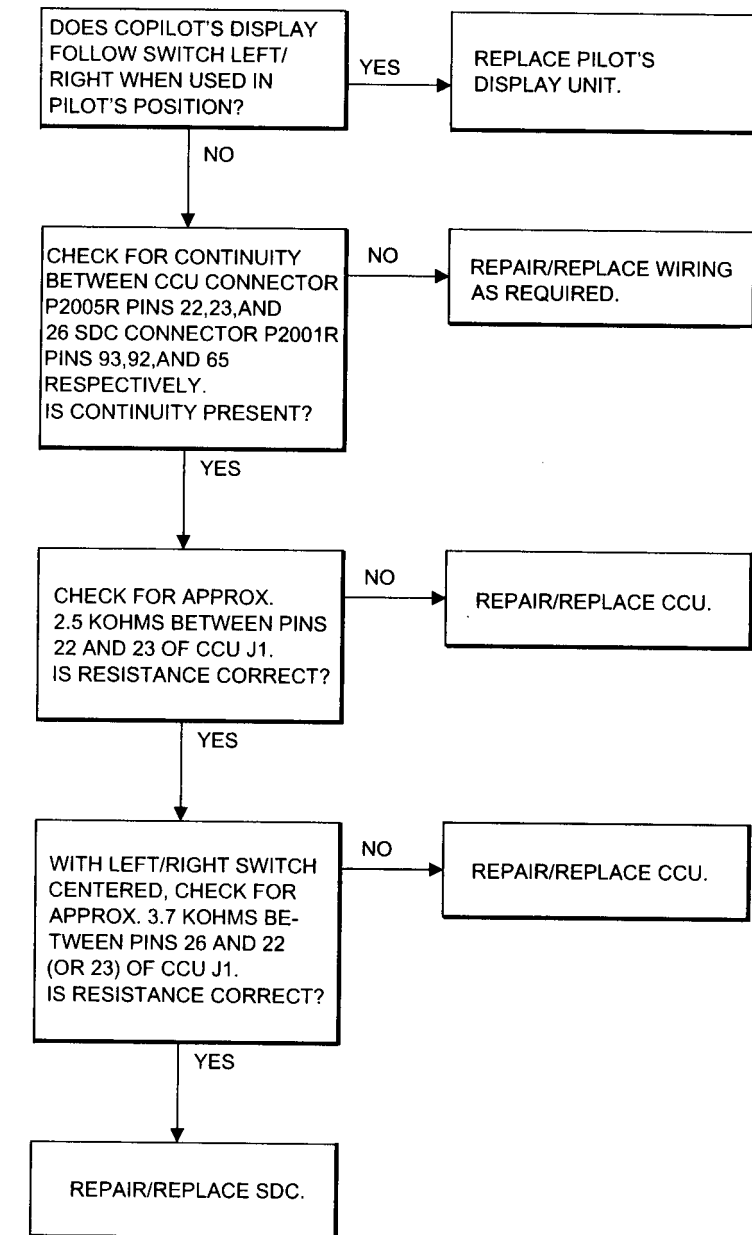 DOES COPILOT'S DISPLAY
FOLLOW SWITCH LEFT/
RIGHT WHEN USED IN
PILOT'S POSITION?
YES
REPLACE PILOT'S
DISPLAY UNIT.
NO
CHECK FOR CONTINUITY
BETWEEN CCU CONNECTOR
P2005R PINS 22,23,AND
26 SDC CONNECTOR P2001R
PINS 93,92,AND 65
RESPECTIVELY.
IS CONTINUITY PRESENT?
NO
REPAIR/REPLACE WIRING
AS REQUIRED.
YES
CHECK FOR APPROX.
2.5 KOHMS BETWEEN PINS
22 AND 23 OF CCU J1.
IS RESISTANCE CORRECT?
NO
REPAIR/REPLACE CCU.
YES
WITH LEFT/RIGHT SWITCH
CENTERED, CHECK FOR
APPROX. 3.7 KOHMS BE-
TWEEN PINS 26 AND 22
(OR 23) OF CCU J1.
IS RESISTANCE CORRECT?
NO
REPAIR/REPLACE CCU.
YES
REPAIR/REPLACE SDC.